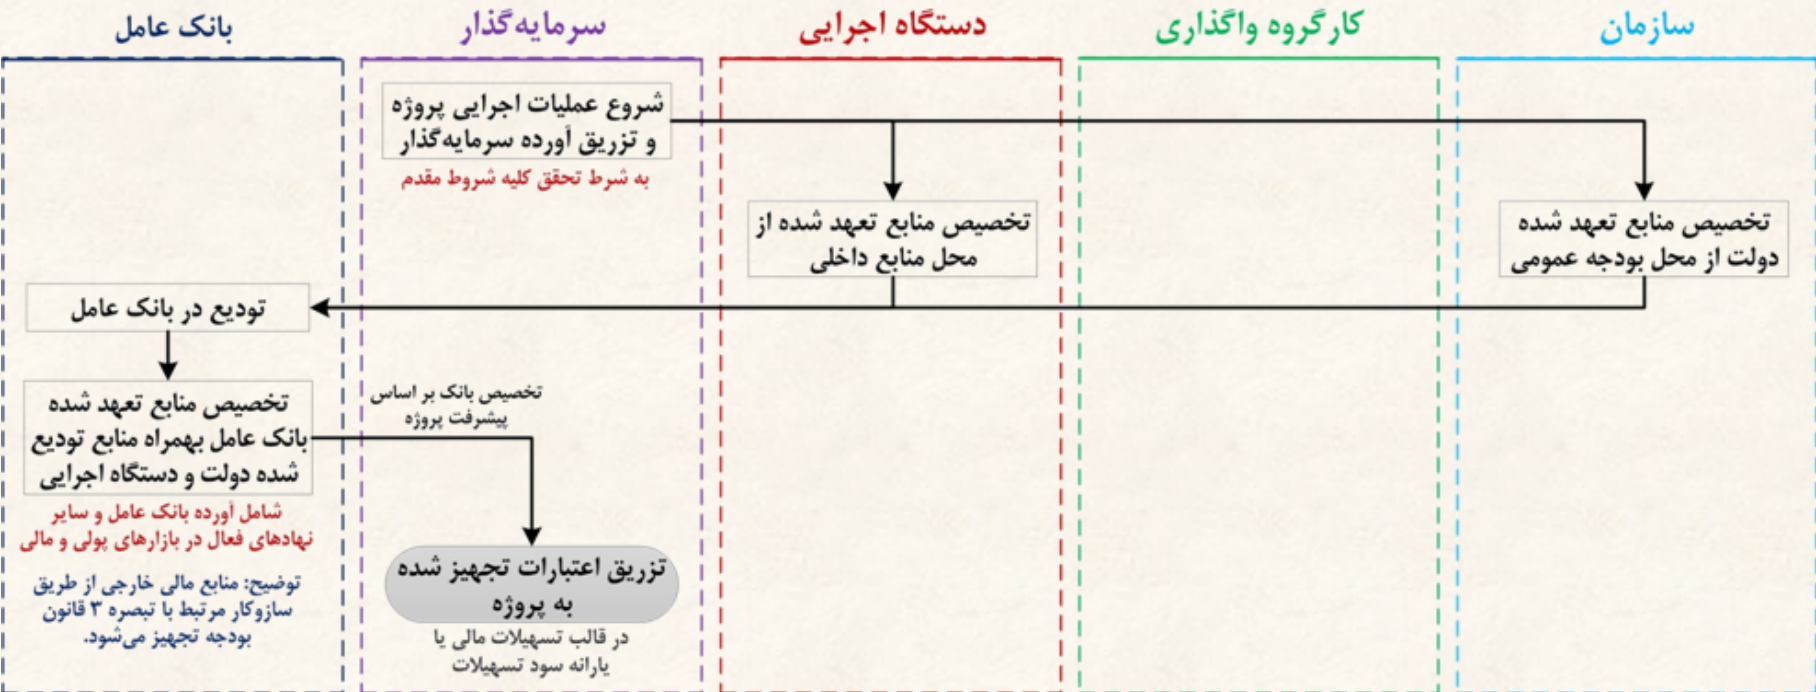 سازمان
کارگروه واگذاری
دستگاه اجرایی
سرمایه‌گذار
بانک عامل
شروع عملیات اجرایی پروژه
و تزریق آورده سرمایه‌گذار
به شرط تحقق کلیه شروط مقدم
تخصیص منابع تعهد شده
دولت از محل بودجه عمومی
تخصیص منابع تعهد شده از
محل منابع داخلی
تودیع در بانک عامل
تخصیص منابع تعهد شده
بانک عامل بهمراه منابع تودیع
شده دولت و دستگاه اجرایی
شامل آورده بانک عامل و سایر
نهادهای فعال در بازارهای پولی و مالی
توضیح: منابع مالی خارجی از طریق
سازوکار مرتبط با تبصره ۳ قانون
بودجه تجهیز می‌شود.
تخصیص بانک بر اساس
پیشرفت پروژه
تزریق اعتبارات تجهیز شده
به پروژه
در قالب تسهیلات مالی یا
یارانه سود تسهیلات